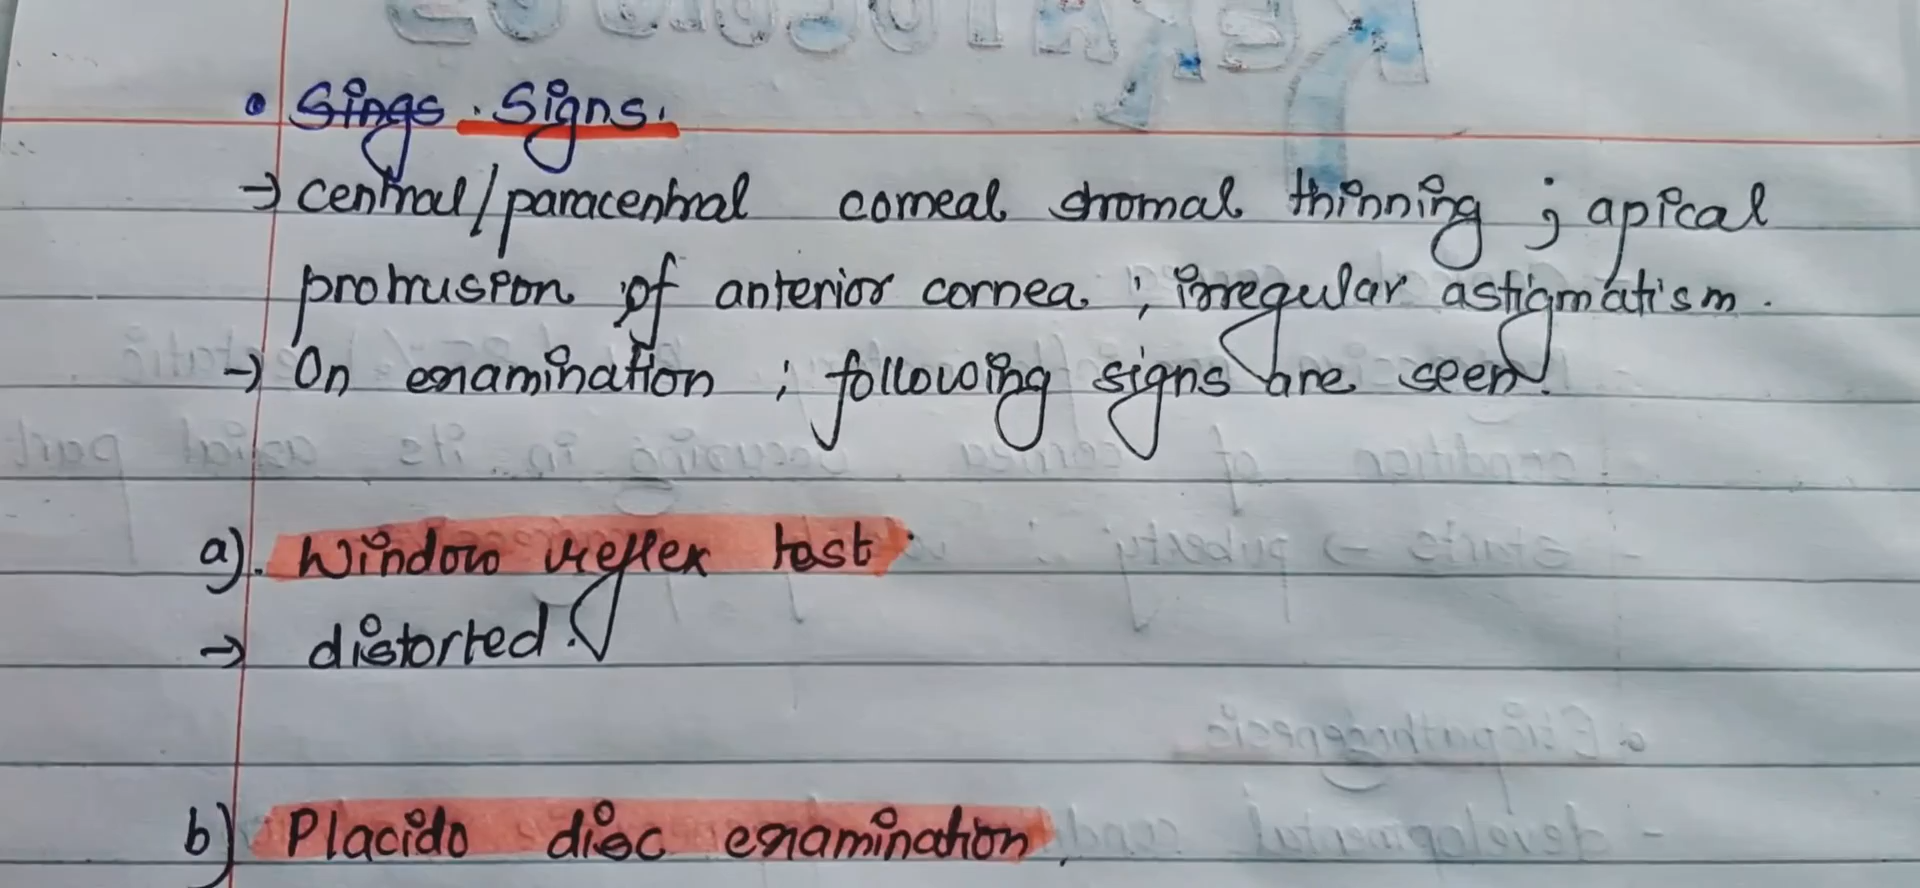 • Sings. Signs.
→ central/paracentral corneal stromal thinning ; apical
protrusion of anterior cornea ; irregular astigmatism.
→ On examination ; following signs are seen.
a). Window reflex test.
→ distorted.
b) Placido disc examination.